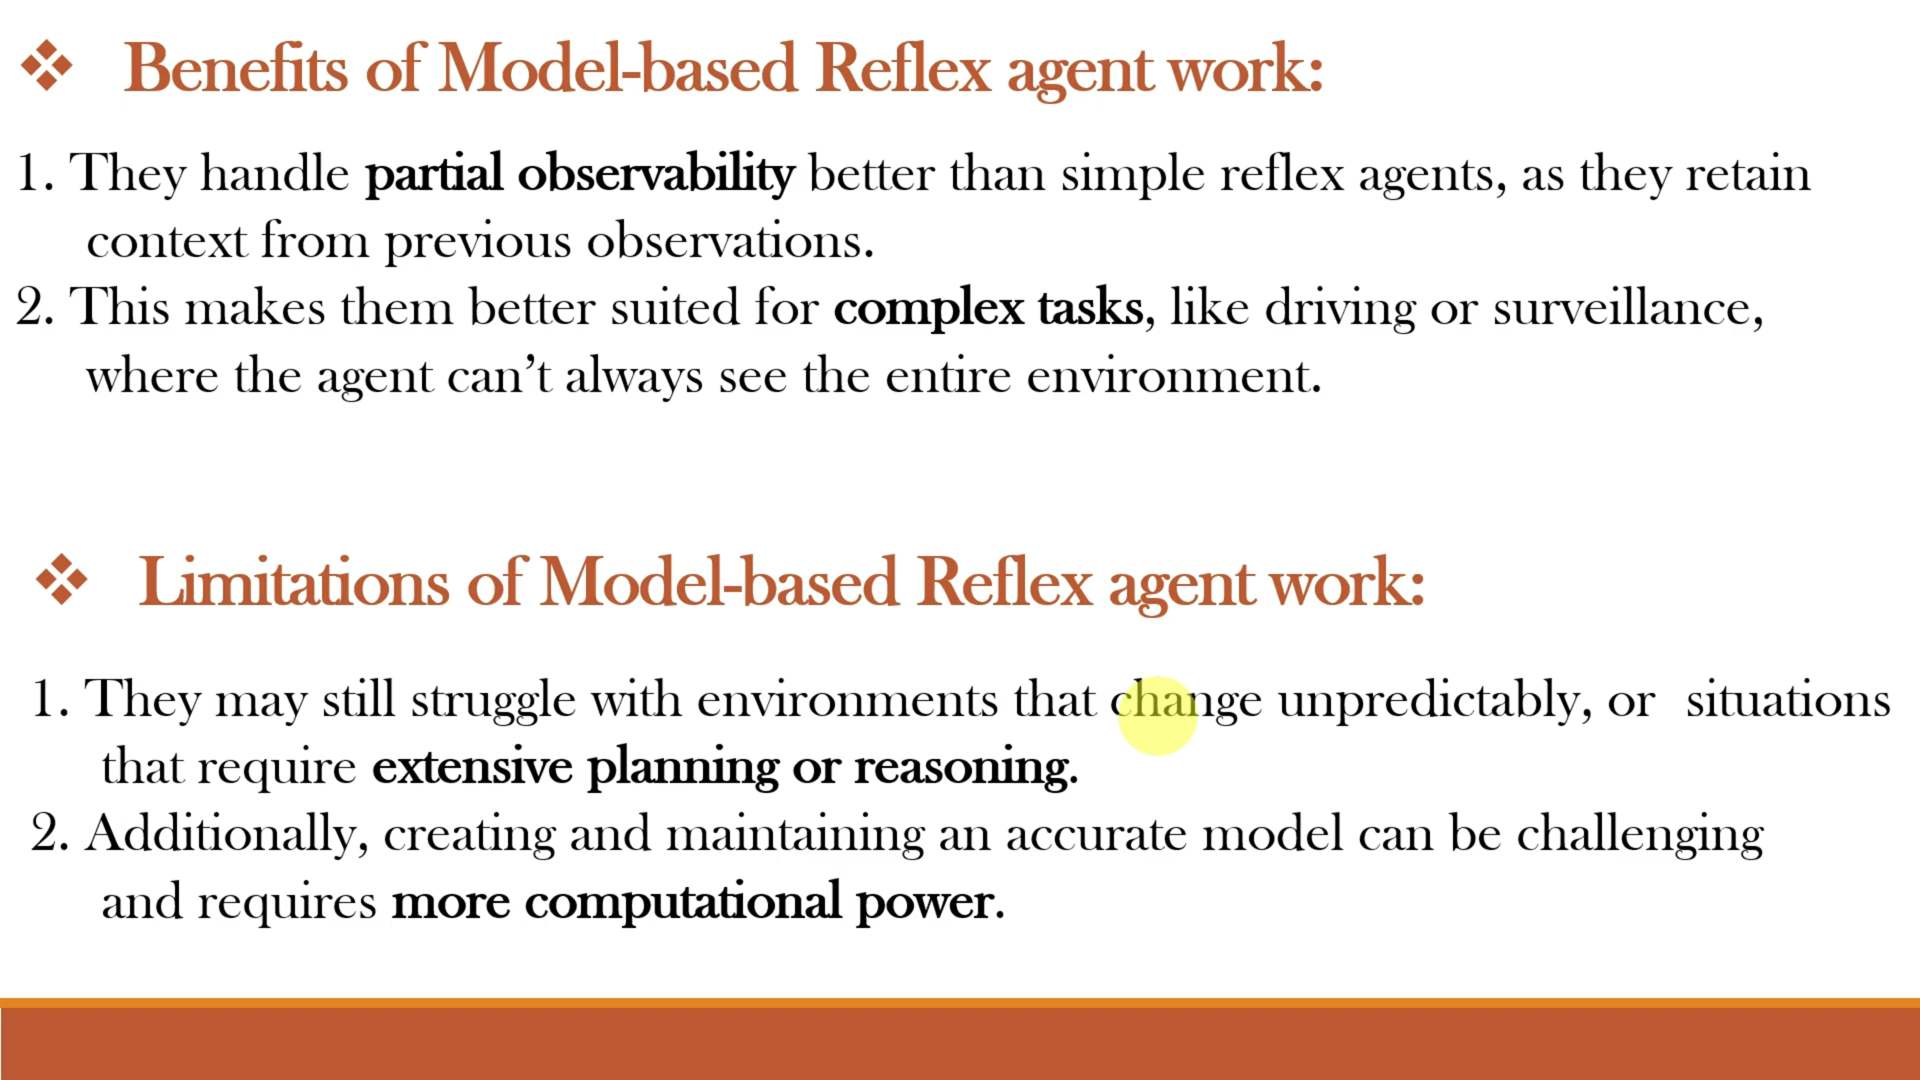 ❖ Benefits of Model-based Reflex agent work:
1. They handle partial observability better than simple reflex agents, as they retain
context from previous observations.
2. This makes them better suited for complex tasks, like driving or surveillance,
where the agent can’t always see the entire environment.
❖ Limitations of Model-based Reflex agent work:
1. They may still struggle with environments that change unpredictably, or situations
that require extensive planning or reasoning.
2. Additionally, creating and maintaining an accurate model can be challenging
and requires more computational power.